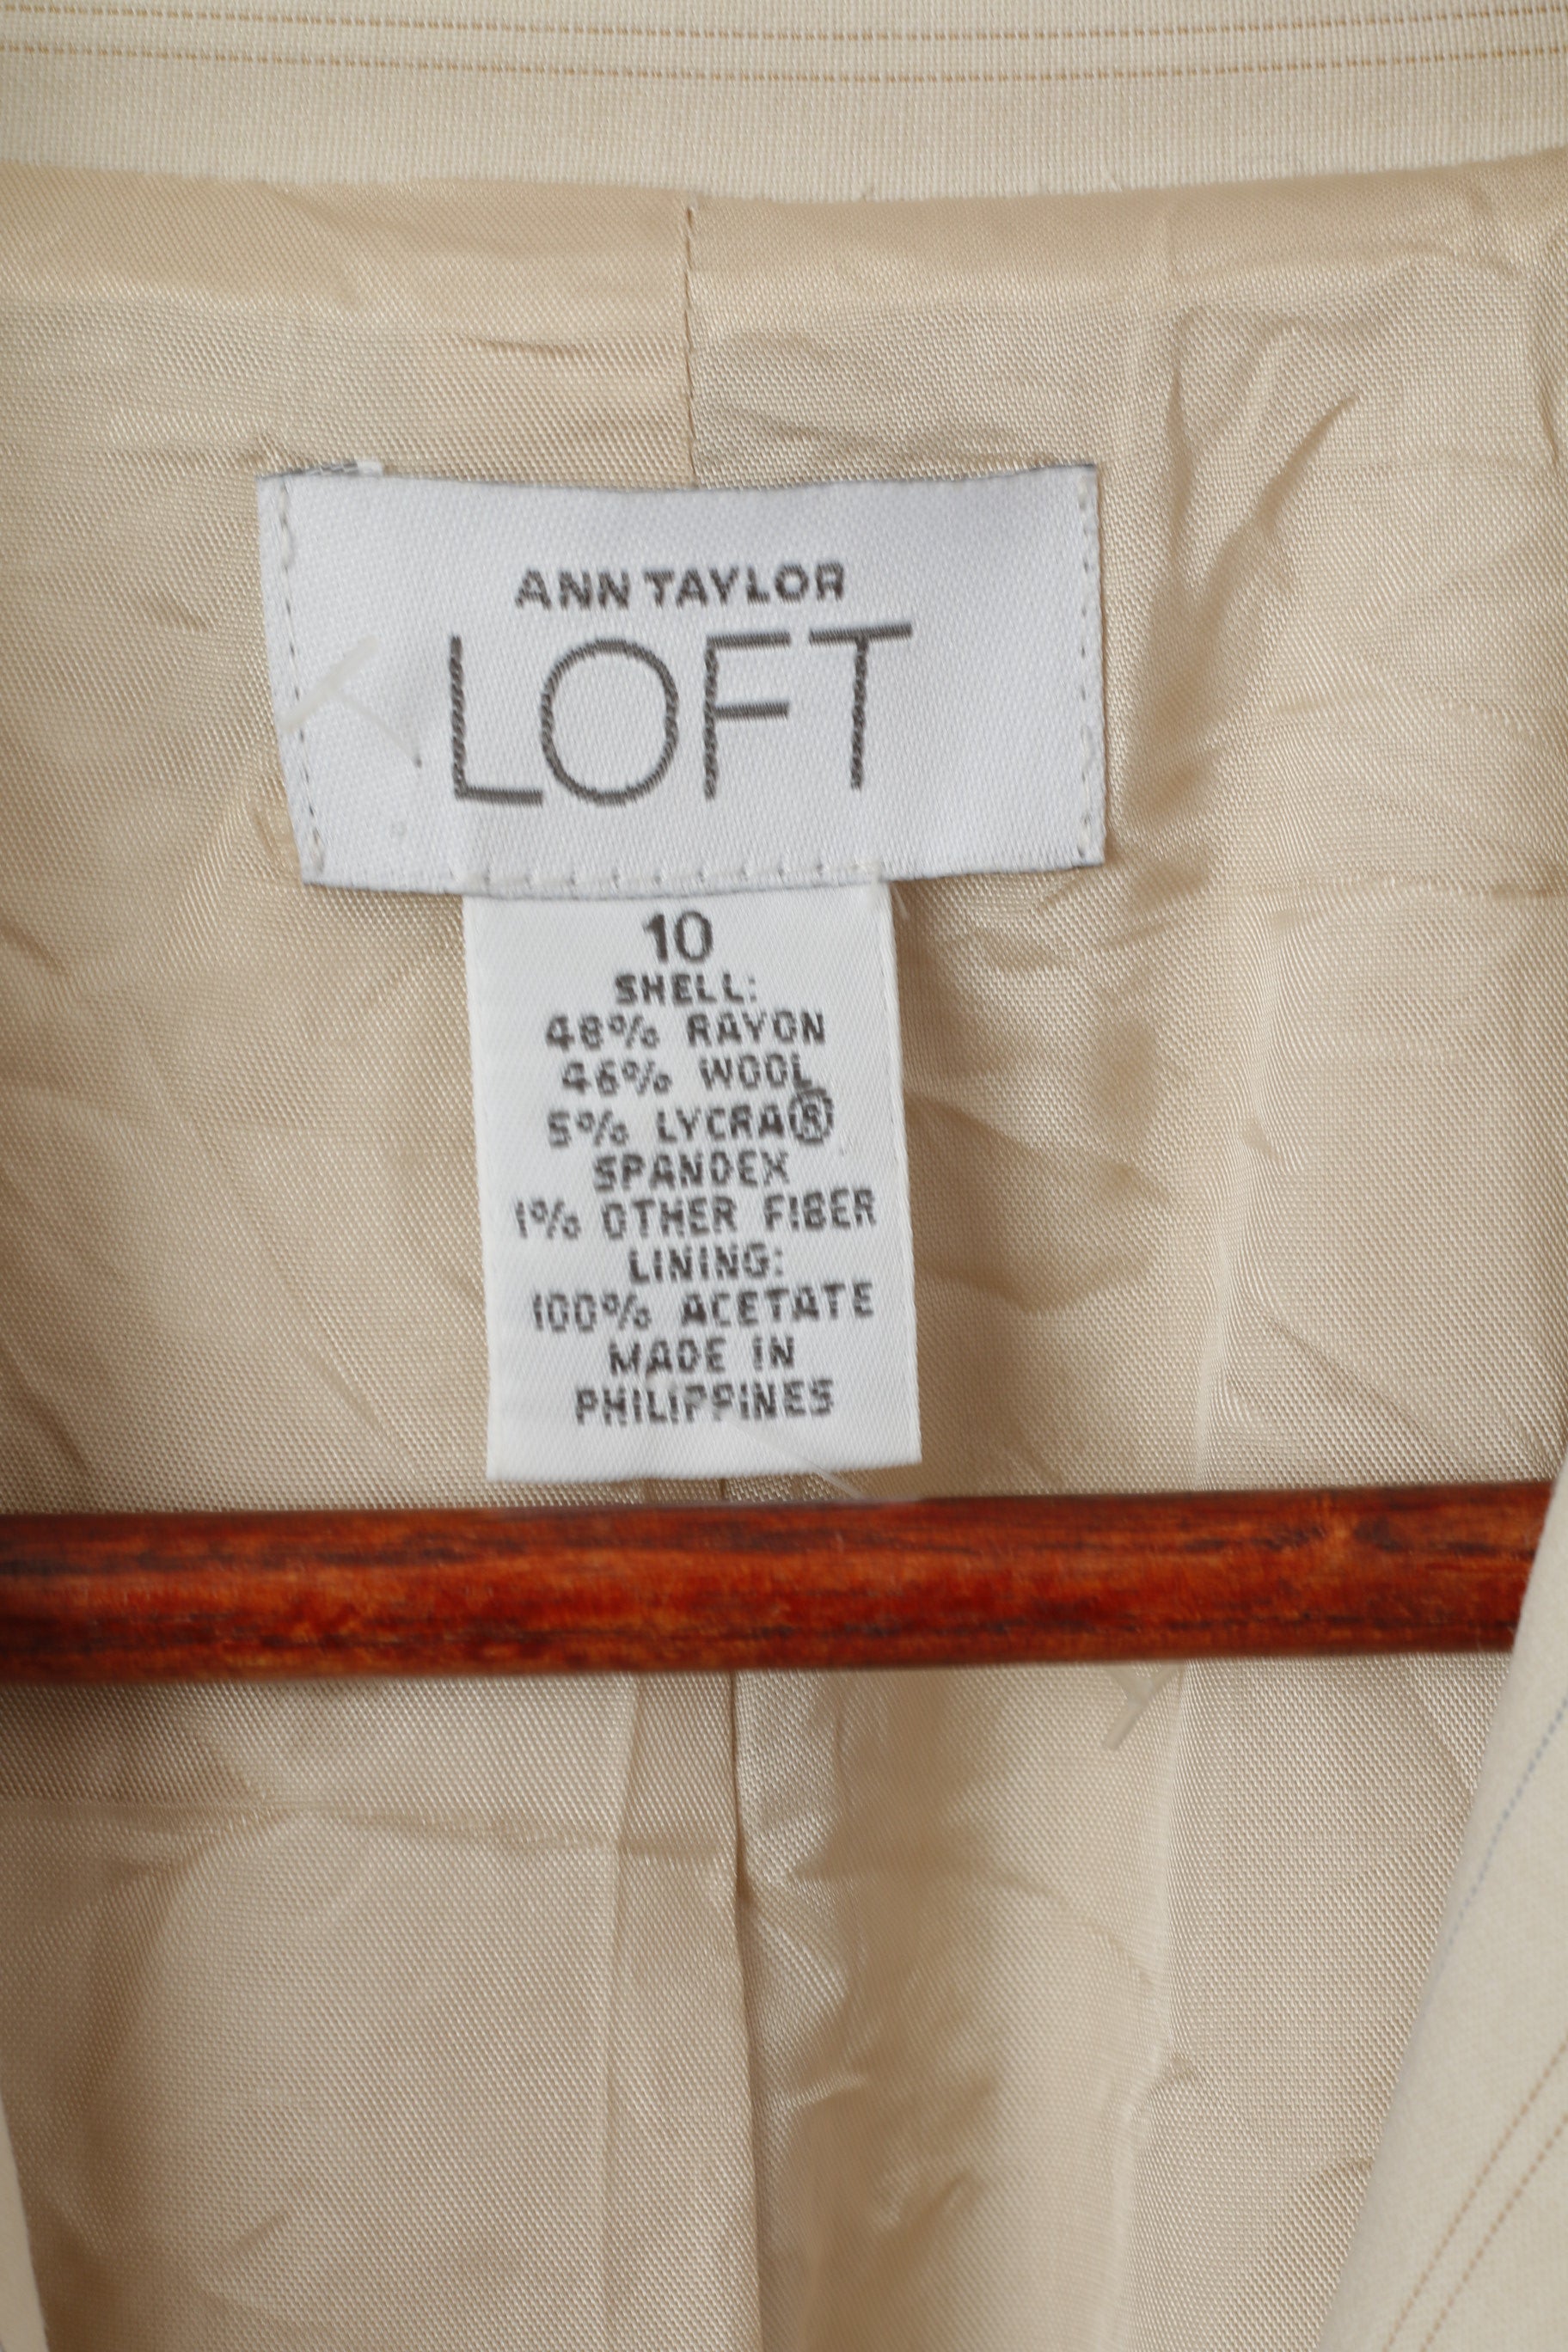 ANN TAYLOR
LOFT
10
SHELL:
48% RAYON
46% WOOL
5% LYCRA®
SPANDEX
1% OTHER FIBER
LINING:
100% ACETATE
MADE IN
PHILIPPINES